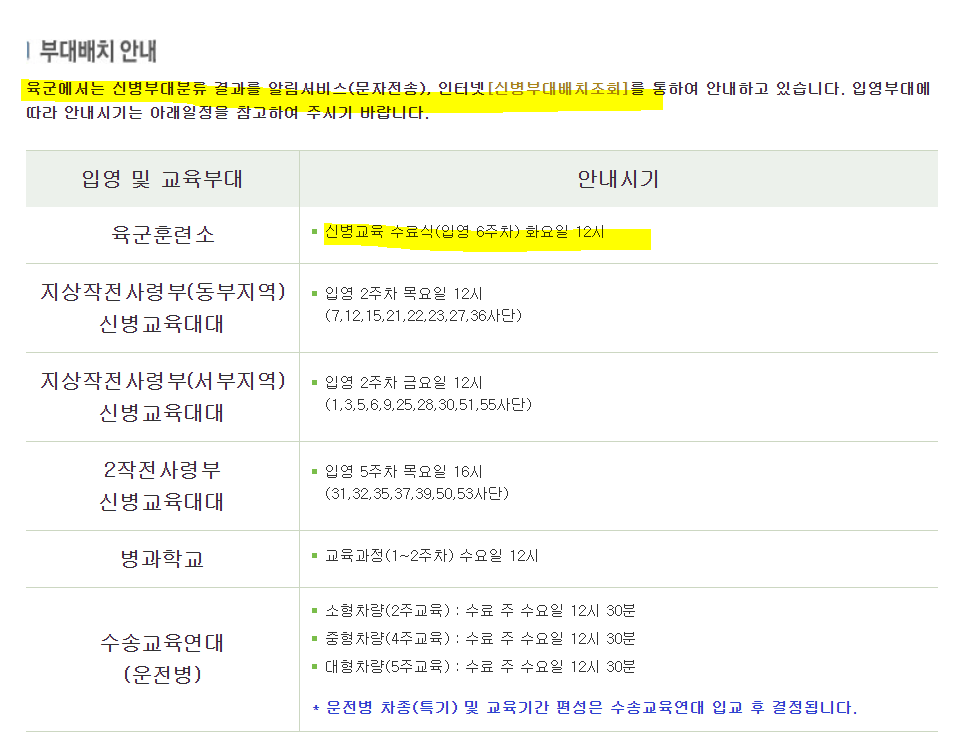 부대배치 안내
육군에서는 신병부대분류 결과를 알림서비스(문자전송), 인터넷[신병부대배치조회]를 통하여 안내하고 있습니다. 입영부대에
따라 안내시기는 아래일정을 참고하여 주시기 바랍니다.
입영 및 교육부대
안내시기
육군훈련소
신병교육 수료식(입영 6주차) 화요일 12시
지상작전사령부(동부지역)
신병교육대대
입영 2주차 목요일 12시
(7,12,15,21,22,23,27,36사단)
지상작전사령부(서부지역)
신병교육대대
입영 2주차 금요일 12시
(1,3,5,6,9,25,28,30,51,55사단)
2작전사령부
신병교육대대
입영 5주차 목요일 16시
(31,32,35,37,39,50,53사단)
병과학교
교육과정(1~2주차) 수요일 12시
수송교육연대
(운전병)
소형차량(2주교육) : 수료 주 수요일 12시 30분
중형차량(4주교육) : 수료 주 수요일 12시 30분
대형차량(5주교육) : 수료 주 수요일 12시 30분
* 운전병 차종(특기) 및 교육기간 편성은 수송교육연대 입교 후 결정됩니다.